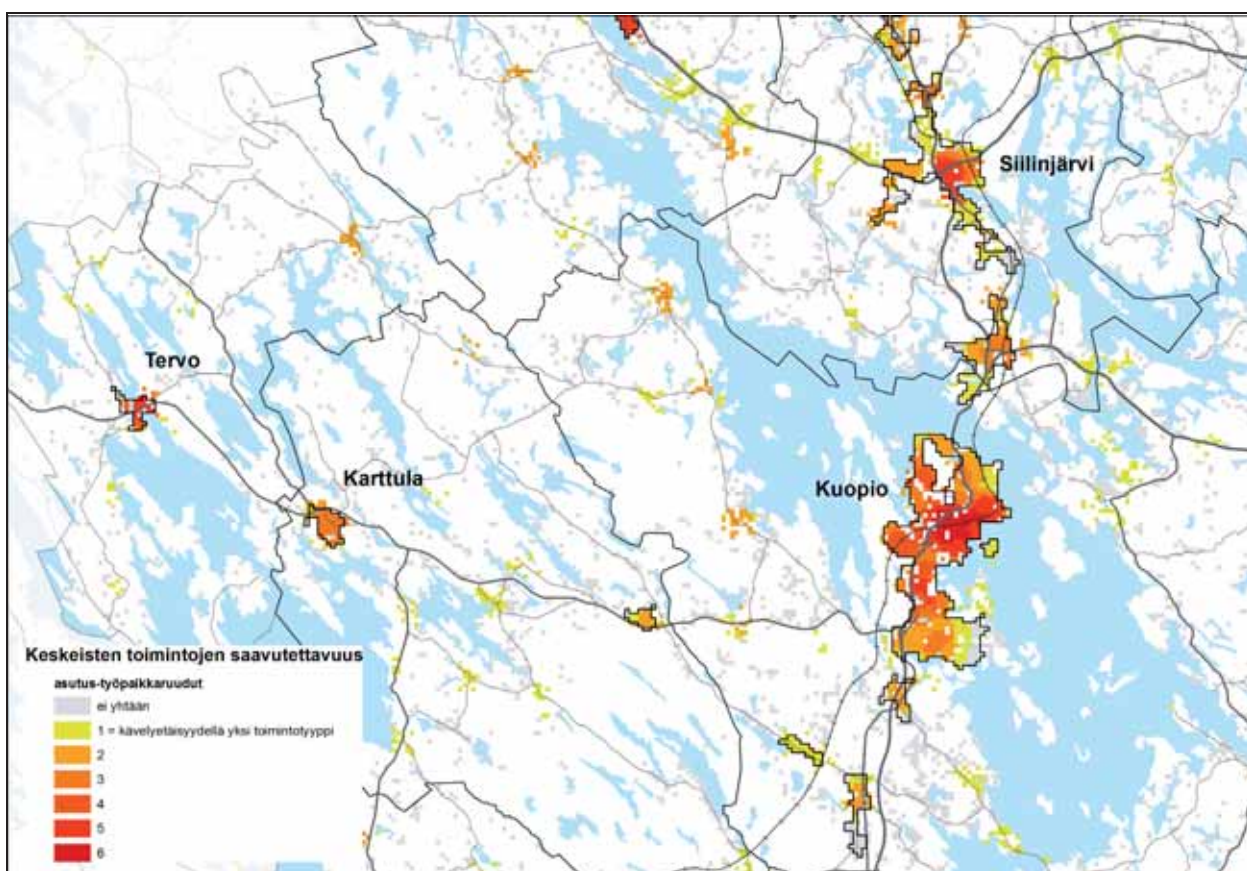 Siilinjärvi
Tervo
Karttula
Kuopio
Keskeisten toimintojen saavutettavuus
asutus-työpaikkaruudut
ei yhtään
1 = kävelyetäisyydellä yksi toimintotyyppi
2
3
4
5
6